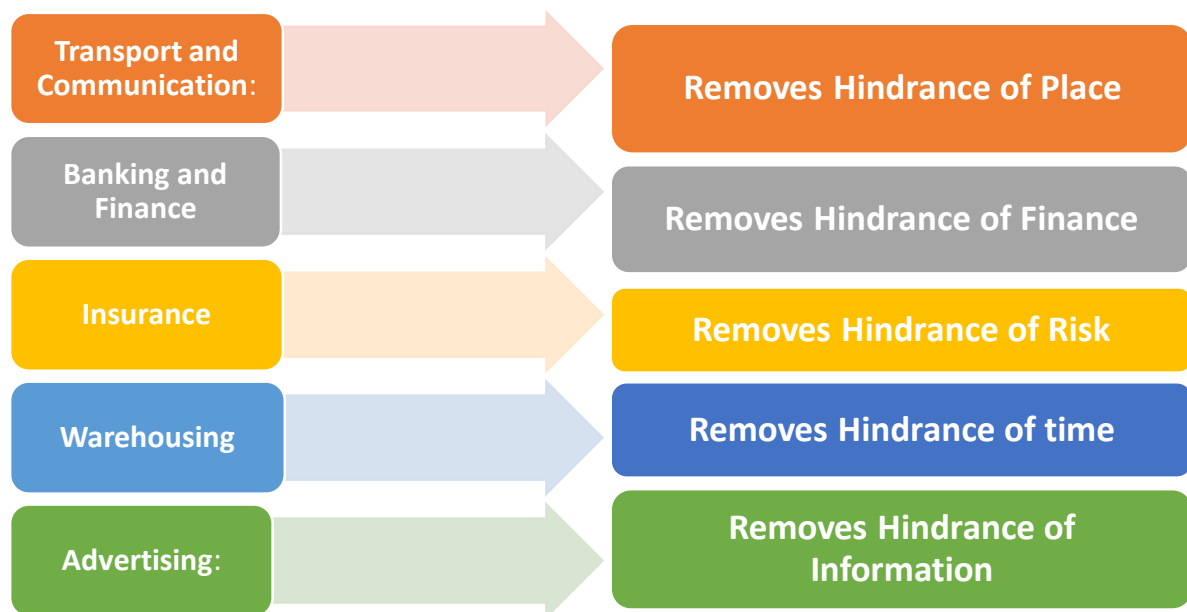 Transport and
Communication:
Removes Hindrance of Place
Banking and
Finance
Removes Hindrance of Finance
Insurance
Removes Hindrance of Risk
Warehousing
Removes Hindrance of time
Advertising:
Removes Hindrance of
Information